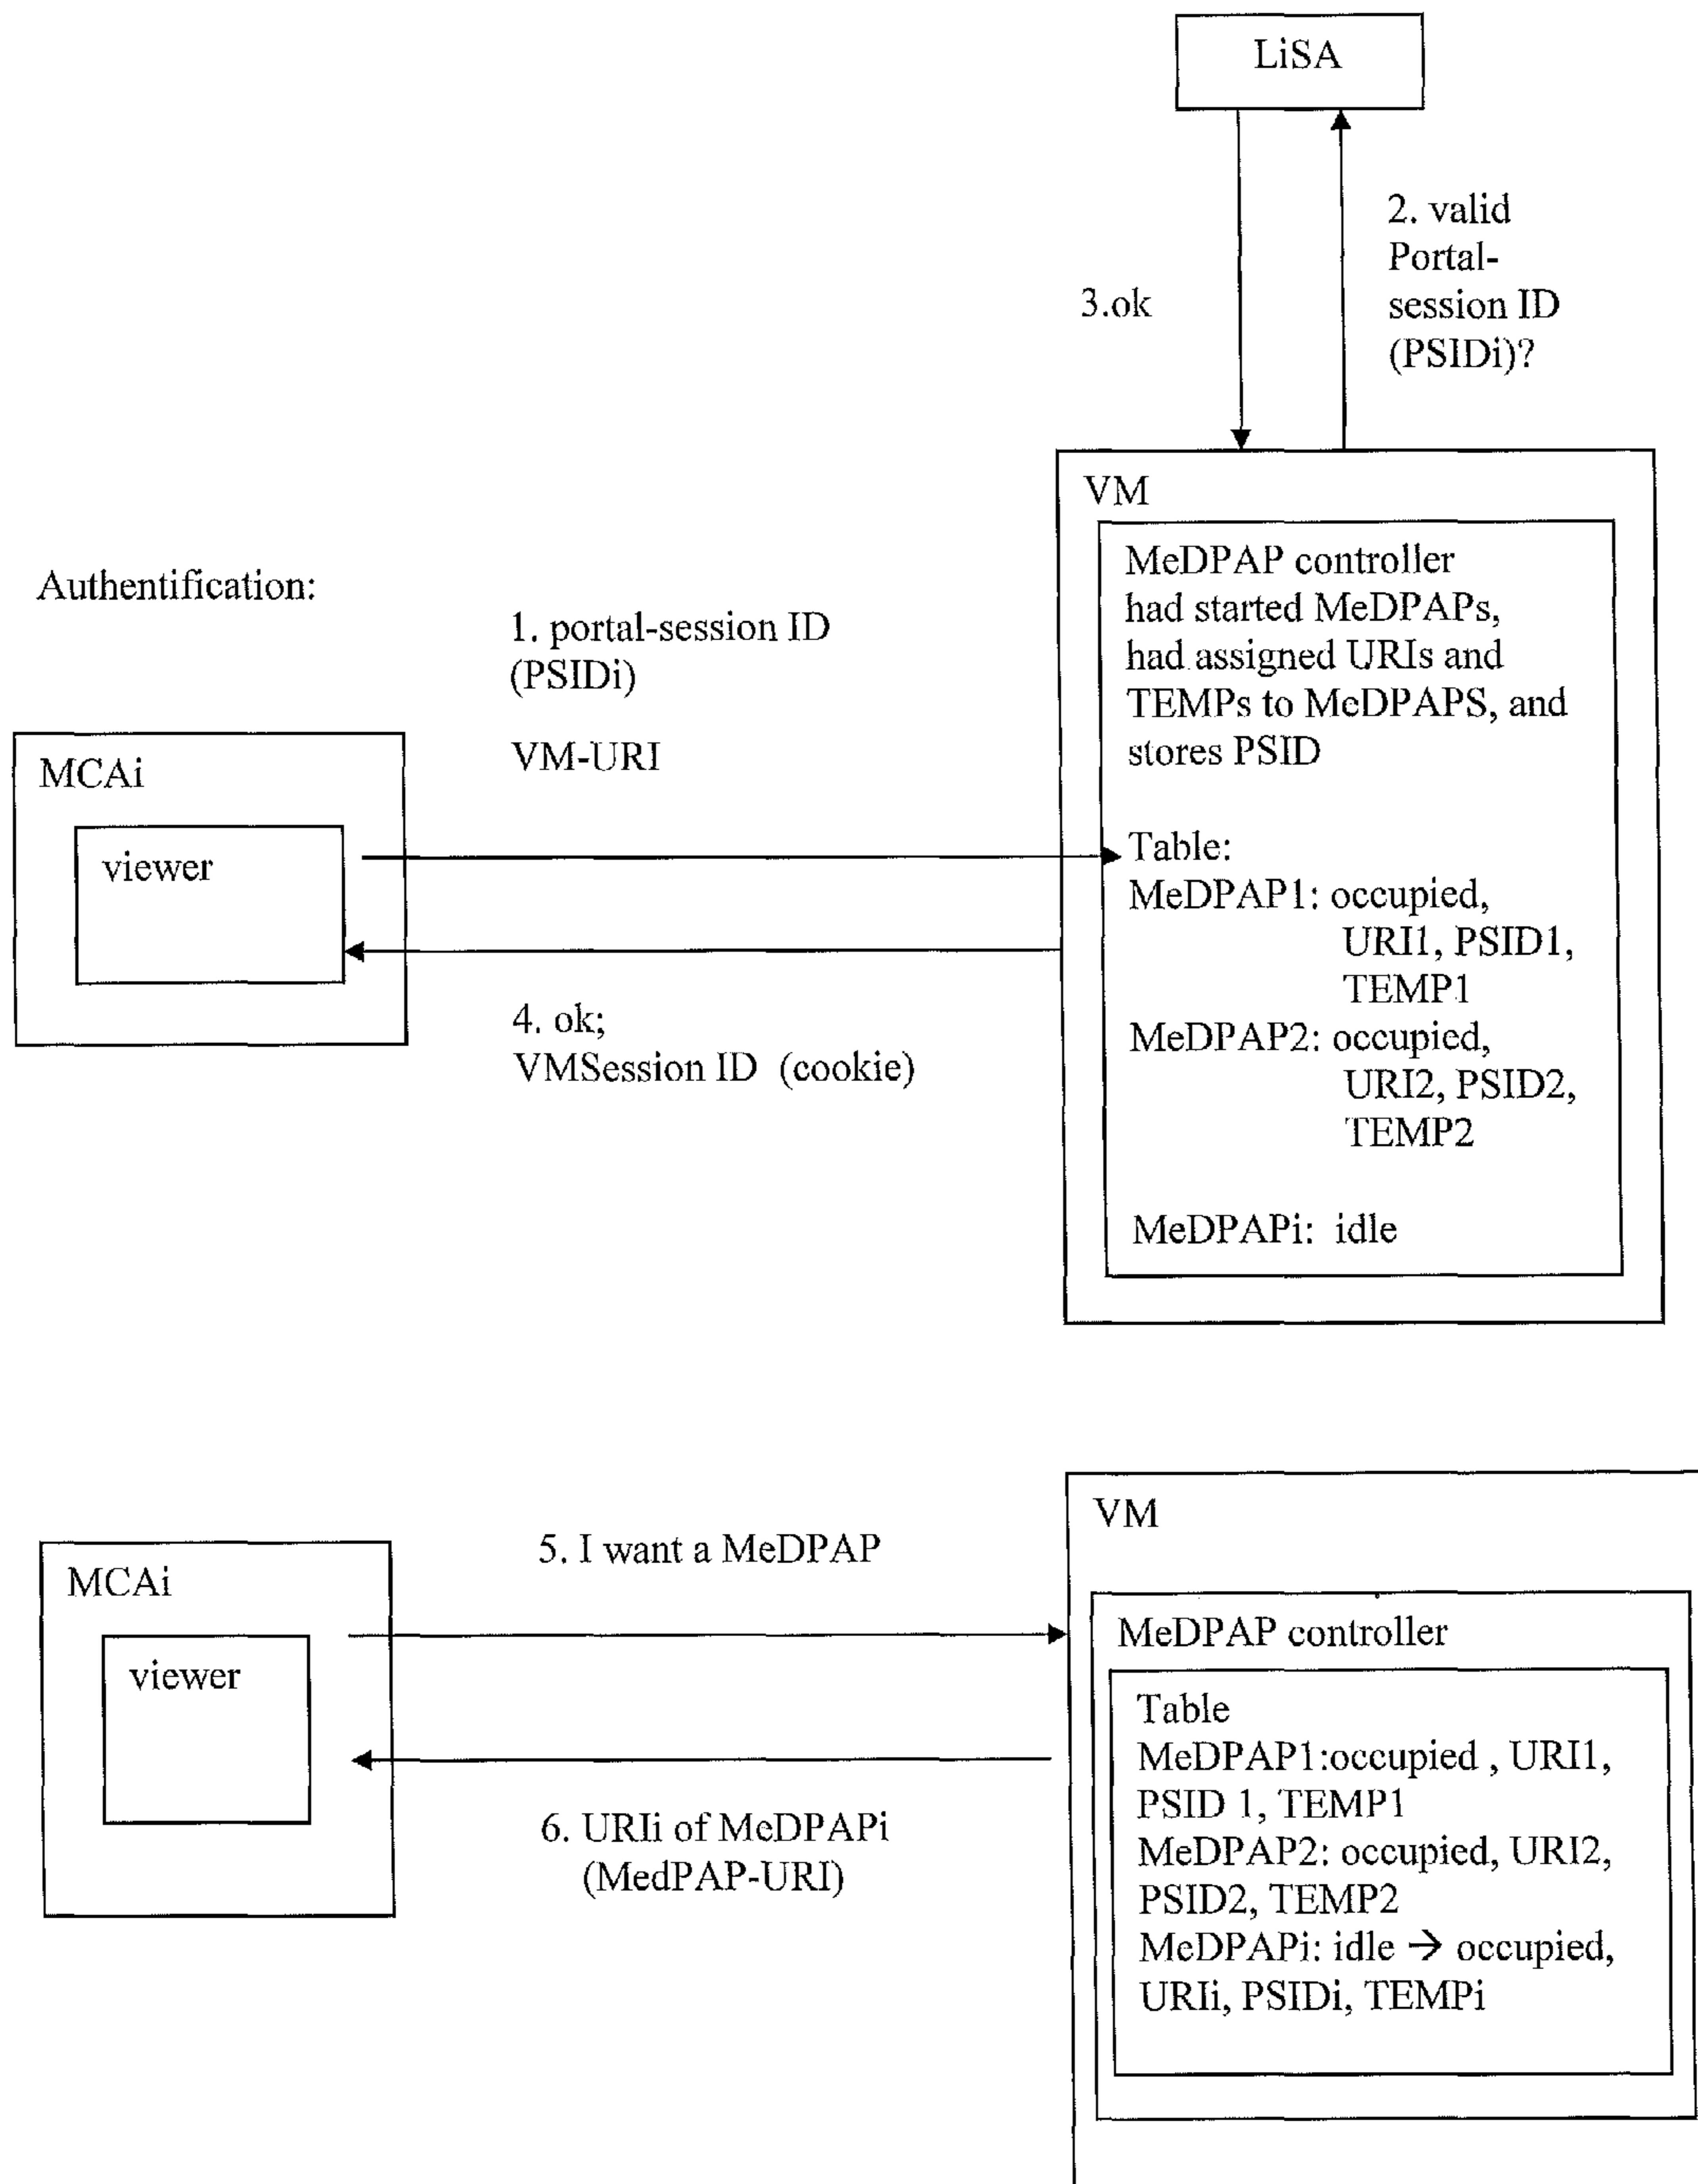 LiSA
2. valid
Portal-
session ID
(PSIDi)?
3.ok
VM
MeDPAP controller
had started MeDPAPs,
had assigned URIs and
TEMPs to MeDPAPS, and
stores PSID
Table:
MeDPAP1: occupied,
URI1, PSID1,
TEMP1
MeDPAP2: occupied,
URI2, PSID2,
TEMP2
MeDPAPi: idle
Authentification:
1. portal-session ID
(PSIDi)
VM-URI
MCAi
viewer
4. ok;
VMSession ID (cookie)
5. I want a MeDPAP
MCAi
viewer
6. URIi of MeDPAPi
(MedPAP-URI)
VM
MeDPAP controller
Table
MeDPAP1:occupied , URI1,
PSID 1, TEMP1
MeDPAP2: occupied, URI2,
PSID2, TEMP2
MeDPAPi: idle → occupied,
URIi, PSIDi, TEMPi